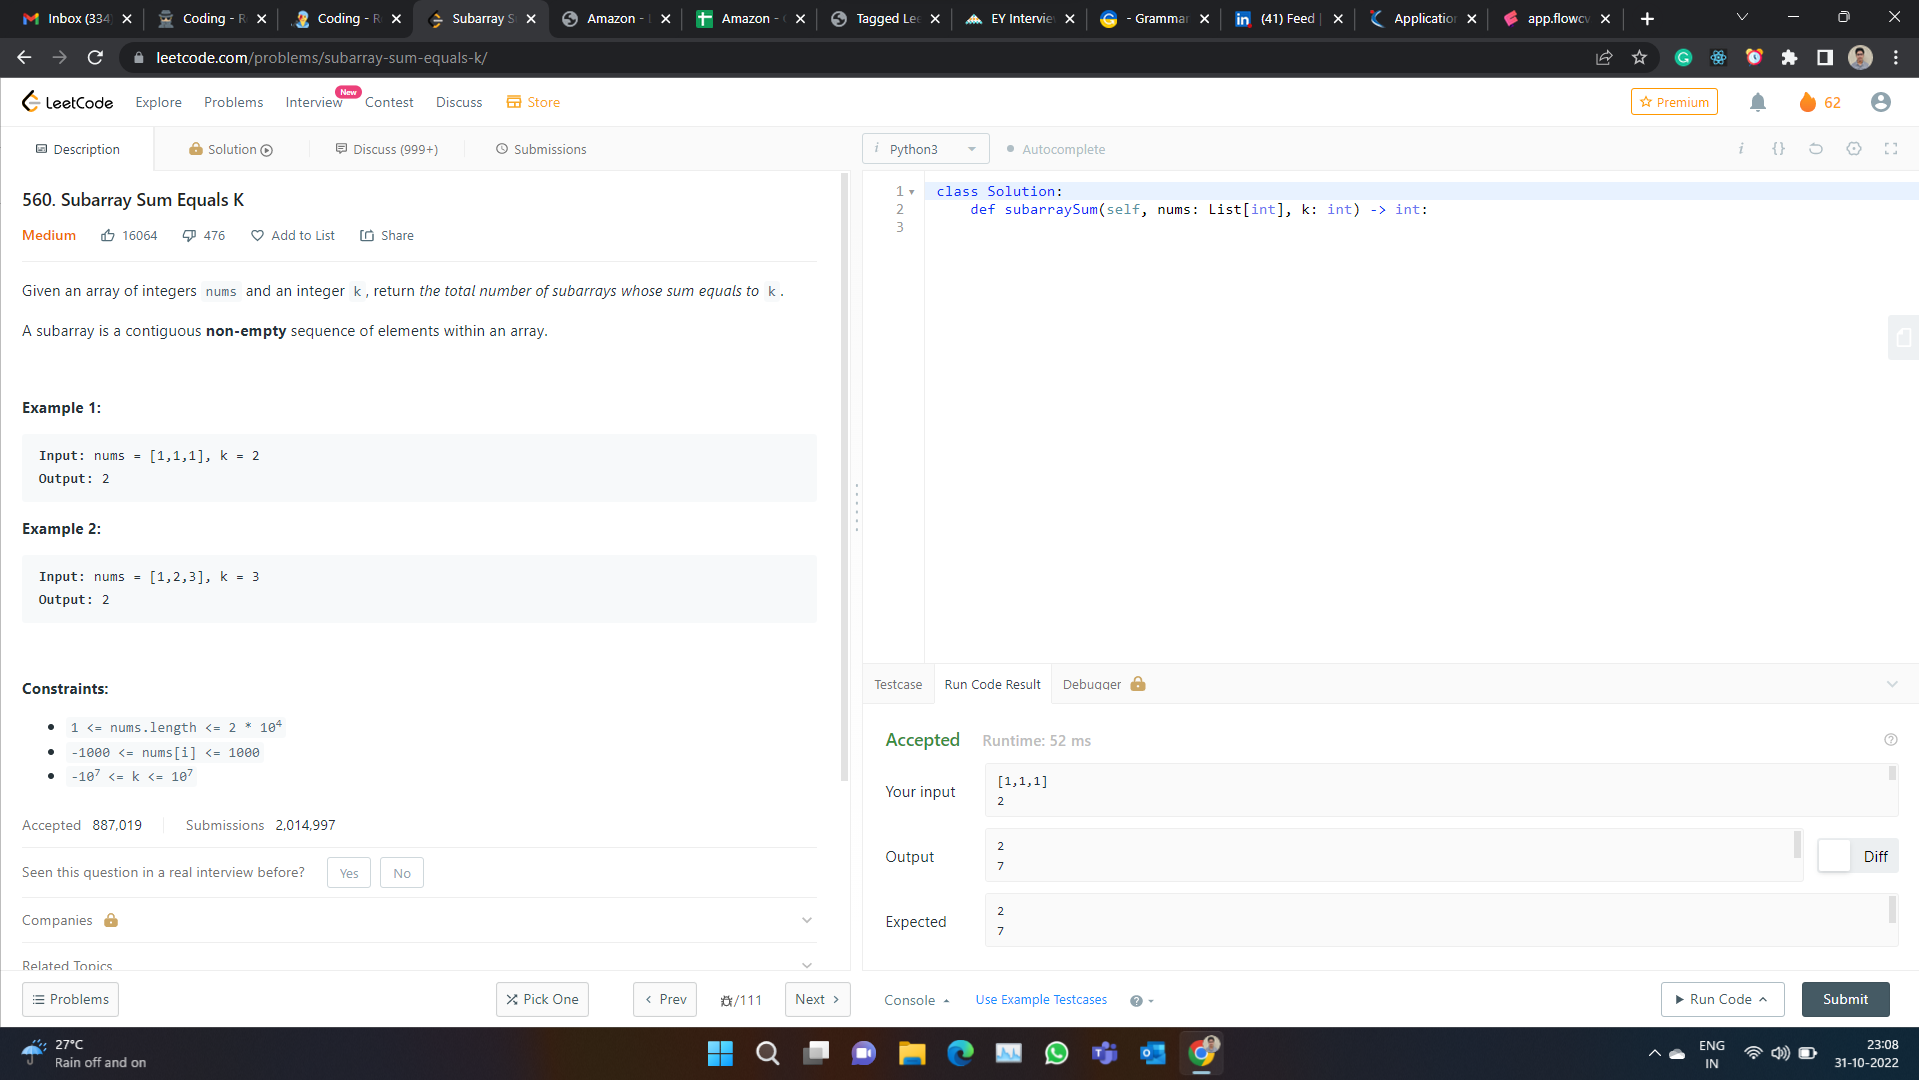 Inbox (334
Coding - R
Coding - R
Subarray S
Amazon -
Amazon -
Tagged Lee
EY Intervie
- Grammar
(41) Feed
Application
app.flowcv
leetcode.com/problems/subarray-sum-equals-k/
LeetCode
Explore
Problems
Interview
New
Contest
Discuss
Store
Premium
62
Description
Solution
Discuss (999+)
Submissions
i Python3
Autocomplete
i {}
560. Subarray Sum Equals K
Medium 16064 476 Add to List Share
Given an array of integers nums and an integer k, return the total number of subarrays whose sum equals to k.
A subarray is a contiguous non-empty sequence of elements within an array.
Example 1:
Input: nums = [1,1,1], k = 2
Output: 2
Example 2:
Input: nums = [1,2,3], k = 3
Output: 2
Constraints:
• 1 <= nums.length <= 2 * 10⁴
• -1000 <= nums[i] <= 1000
• -10⁷ <= k <= 10⁷
Accepted 887,019 Submissions 2,014,997
Seen this question in a real interview before? Yes No
Companies
Related Topics
Problems
Pick One
Prev
/111
Next
1 class Solution:
2 def subarraySum(self, nums: List[int], k: int) -> int:
3
Testcase
Run Code Result
Debugger
Accepted Runtime: 52 ms
Your input
[1,1,1]
2
Output
2
7
Diff
Expected
2
7
Console
Use Example Testcases
Run Code
Submit
27°C
Rain off and on
ENG
IN
23:08
31-10-2022